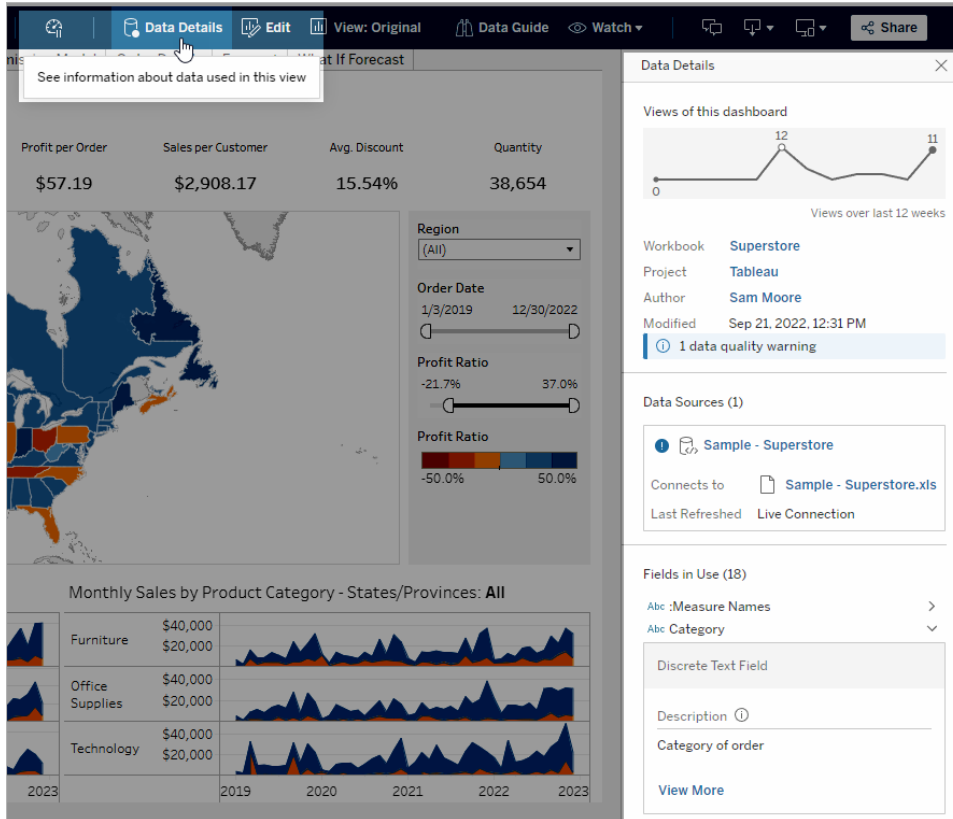 Data Details
Edit
View: Original
Data Guide
Watch
Share
What If Forecast
See information about data used in this view
Profit per Order
Sales per Customer
Avg. Discount
Quantity
$57.19
$2,908.17
15.54%
38,654
Region
(All)
Order Date
1/3/2019
12/30/2022
Profit Ratio
-21.7%
37.0%
Profit Ratio
-50.0%
50.0%
Monthly Sales by Product Category - States/Provinces: All
Furniture
$40,000
$20,000
Office
Supplies
$40,000
$20,000
Technology
$40,000
$20,000
2023
2019
2020
2021
2022
2023
Data Details
Views of this dashboard
12
11
0
Views over last 12 weeks
Workbook Superstore
Project Tableau
Author Sam Moore
Modified Sep 21, 2022, 12:31 PM
1 data quality warning
Data Sources (1)
Sample - Superstore
Connects to Sample - Superstore.xls
Last Refreshed Live Connection
Fields in Use (18)
Abc :Measure Names
Abc Category
Discrete Text Field
Description
Category of order
View More